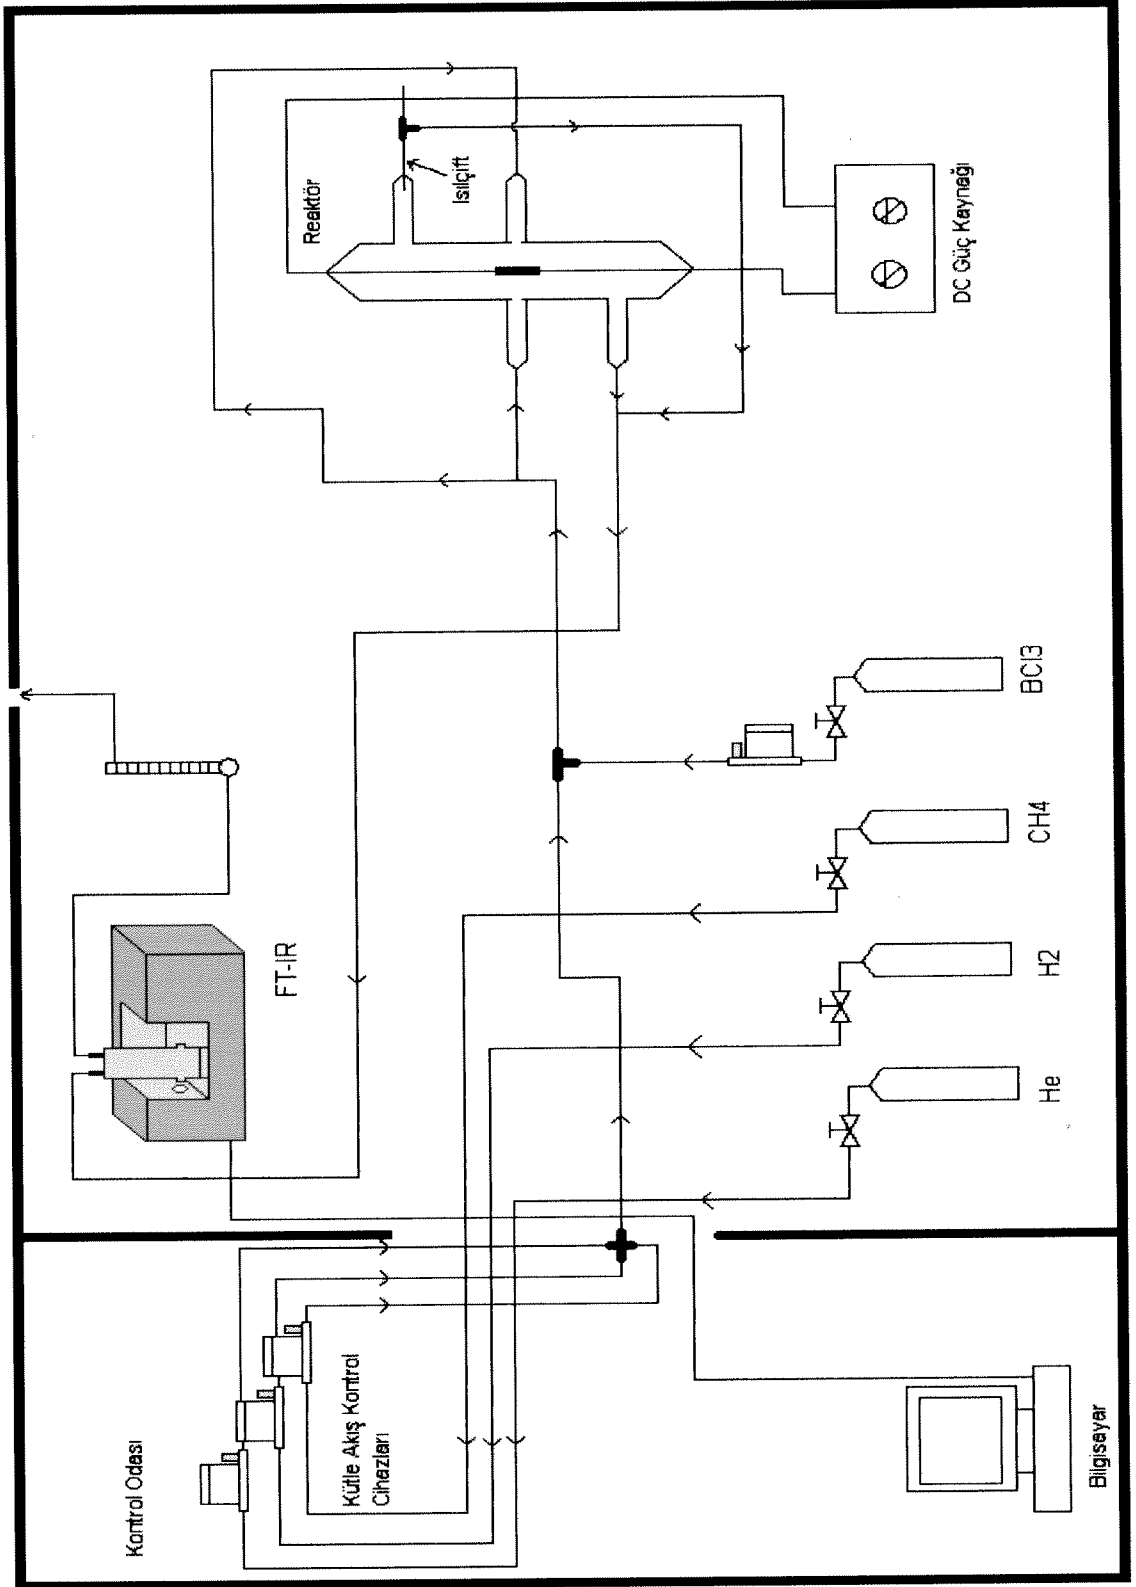 Kontrol Odası
Kütle Akış Kontrol
Cihazları
Bilgisayar
FT-IR
He
H2
CH4
BCl3
Reaktör
Isılçift
DC Güç Kaynağı